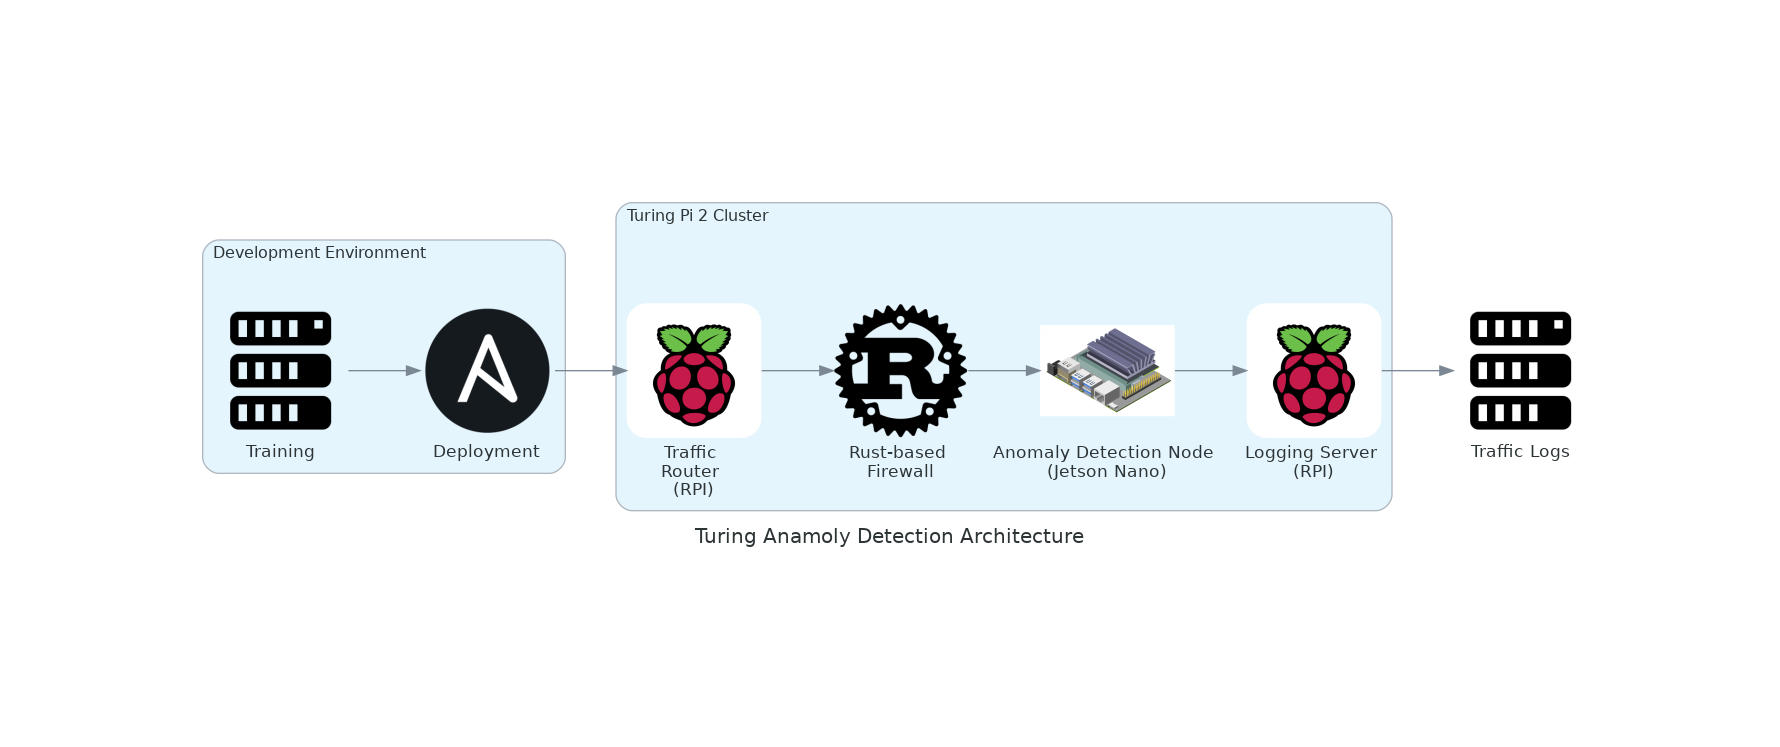 Turing Pi 2 Cluster
Development Environment
Training
Deployment
Traffic
Router
(RPI)
Rust-based
Firewall
Anomaly Detection Node
(Jetson Nano)
Logging Server
(RPI)
Traffic Logs
Turing Anamoly Detection Architecture